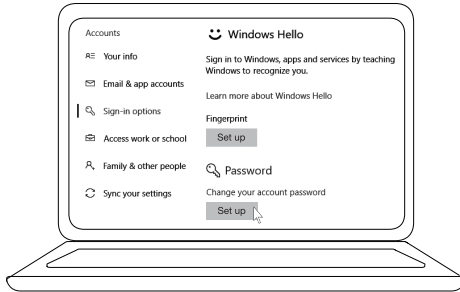 Accounts
Your info
Email & app accounts
Sign-in options
Access work or school
Family & other people
Sync your settings
Windows Hello
Sign in to Windows, apps and services by teaching
Windows to recognize you.
Learn more about Windows Hello
Fingerprint
Set up
Password
Change your account password
Set up